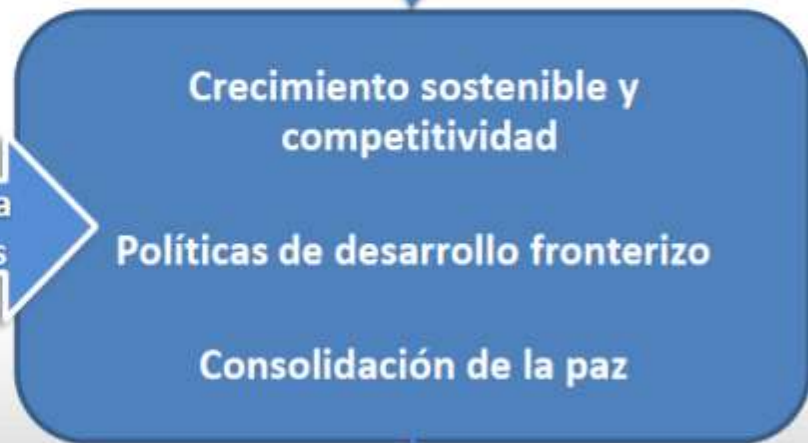 Crecimiento sostenible y
competitividad
a
Políticas de desarrollo fronterizo
s
Consolidación de la paz